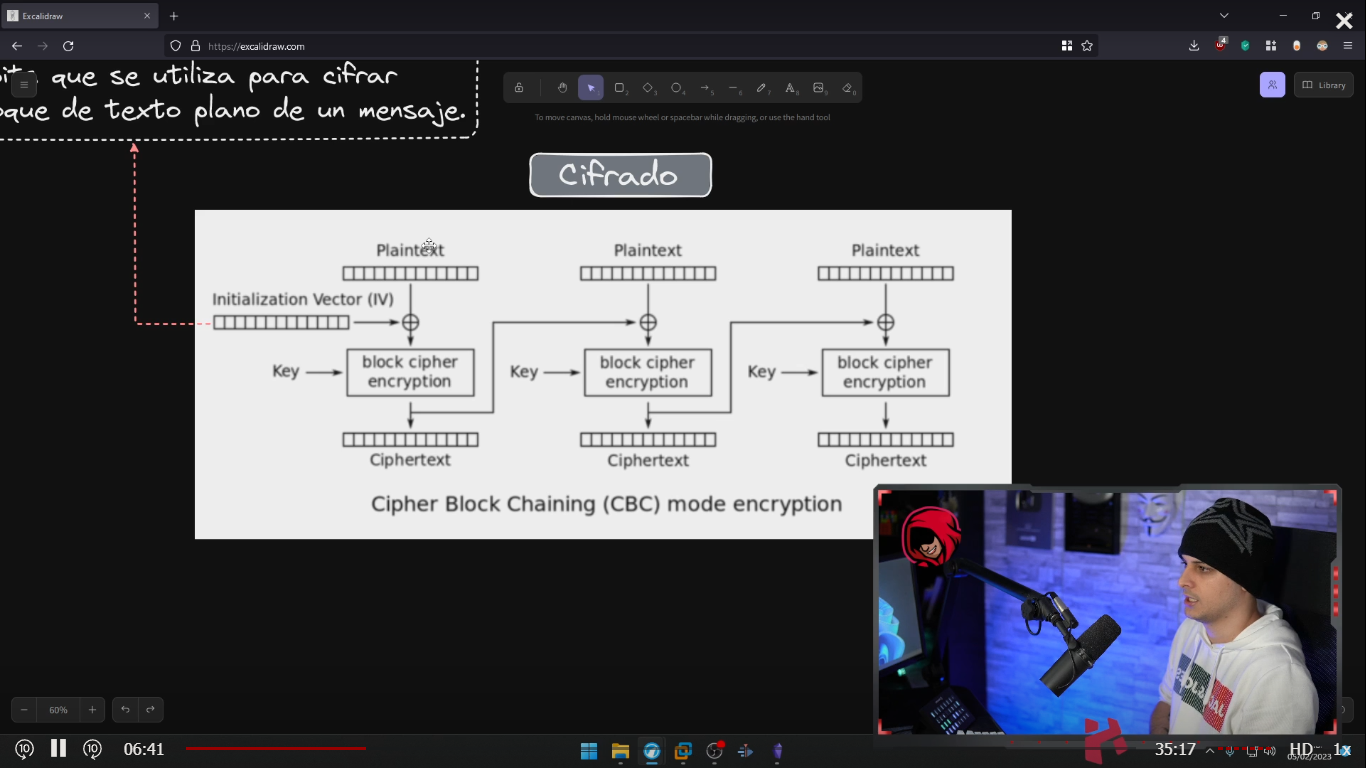 Excalidraw
https://excalidraw.com
4
que se utiliza para cifrar
oque de texto plano de un mensaje.
Library
To move canvas, hold mouse wheel or spacebar while dragging, or use the hand tool
Cifrado
Plaintext Plaintext Plaintext
Initialization Vector (IV)
Key block cipher encryption Key block cipher encryption Key block cipher encryption
Ciphertext Ciphertext Ciphertext
Cipher Block Chaining (CBC) mode encryption
60%
10 10 06:41
35:17 HD 1x
05/02/2023